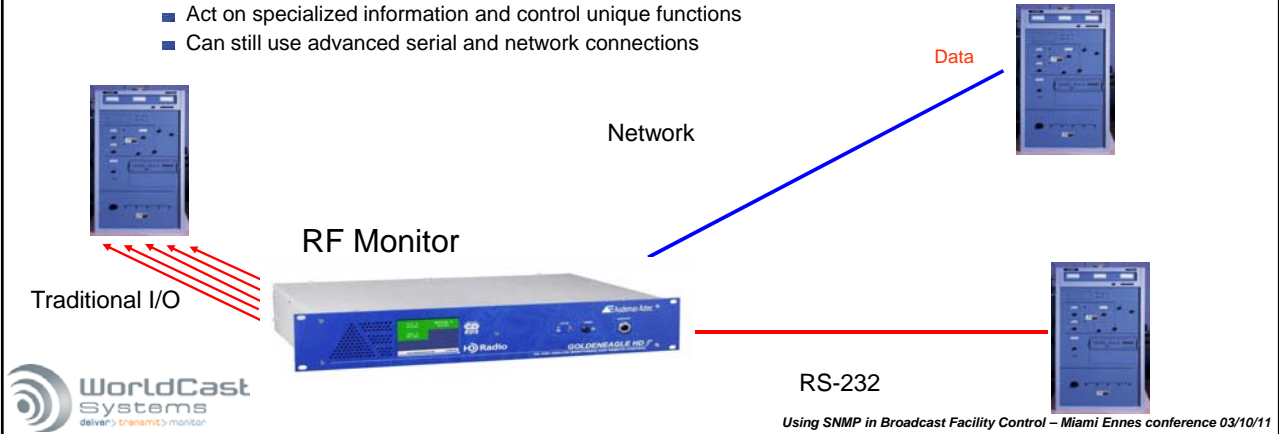 Act on specialized information and control unique functions
Can still use advanced serial and network connections
Data
Network
RF Monitor
Traditional I/O
Audemat Aztec
HD Radio
GOLDENEAGLE HD
RS-232
WorldCast
Systems
deliver> transmit> monitor
Using SNMP in Broadcast Facility Control – Miami Ennes conference 03/10/11